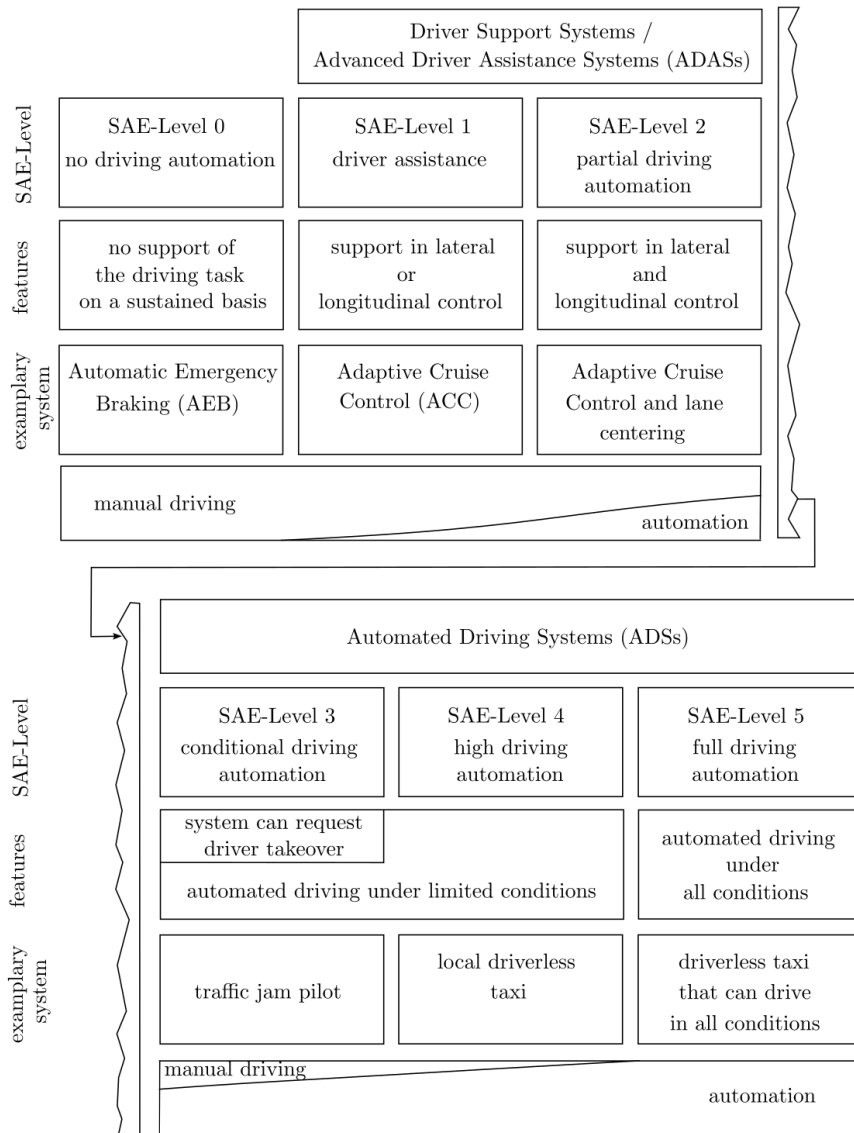 Driver Support Systems /
Advanced Driver Assistance Systems (ADASs)
SAE-Level
SAE-Level 0
no driving automation
SAE-Level 1
driver assistance
SAE-Level 2
partial driving
automation
features
no support of
the driving task
on a sustained basis
support in lateral
or
longitudinal control
support in lateral
and
longitudinal control
examplary
system
Automatic Emergency
Braking (AEB)
Adaptive Cruise
Control (ACC)
Adaptive Cruise
Control and lane
centering
manual driving
automation
Automated Driving Systems (ADSs)
SAE-Level
SAE-Level 3
conditional driving
automation
SAE-Level 4
high driving
automation
SAE-Level 5
full driving
automation
features
system can request
driver takeover
automated driving under limited conditions
automated driving
under
all conditions
examplary
system
traffic jam pilot
local driverless
taxi
driverless taxi
that can drive
in all conditions
manual driving
automation